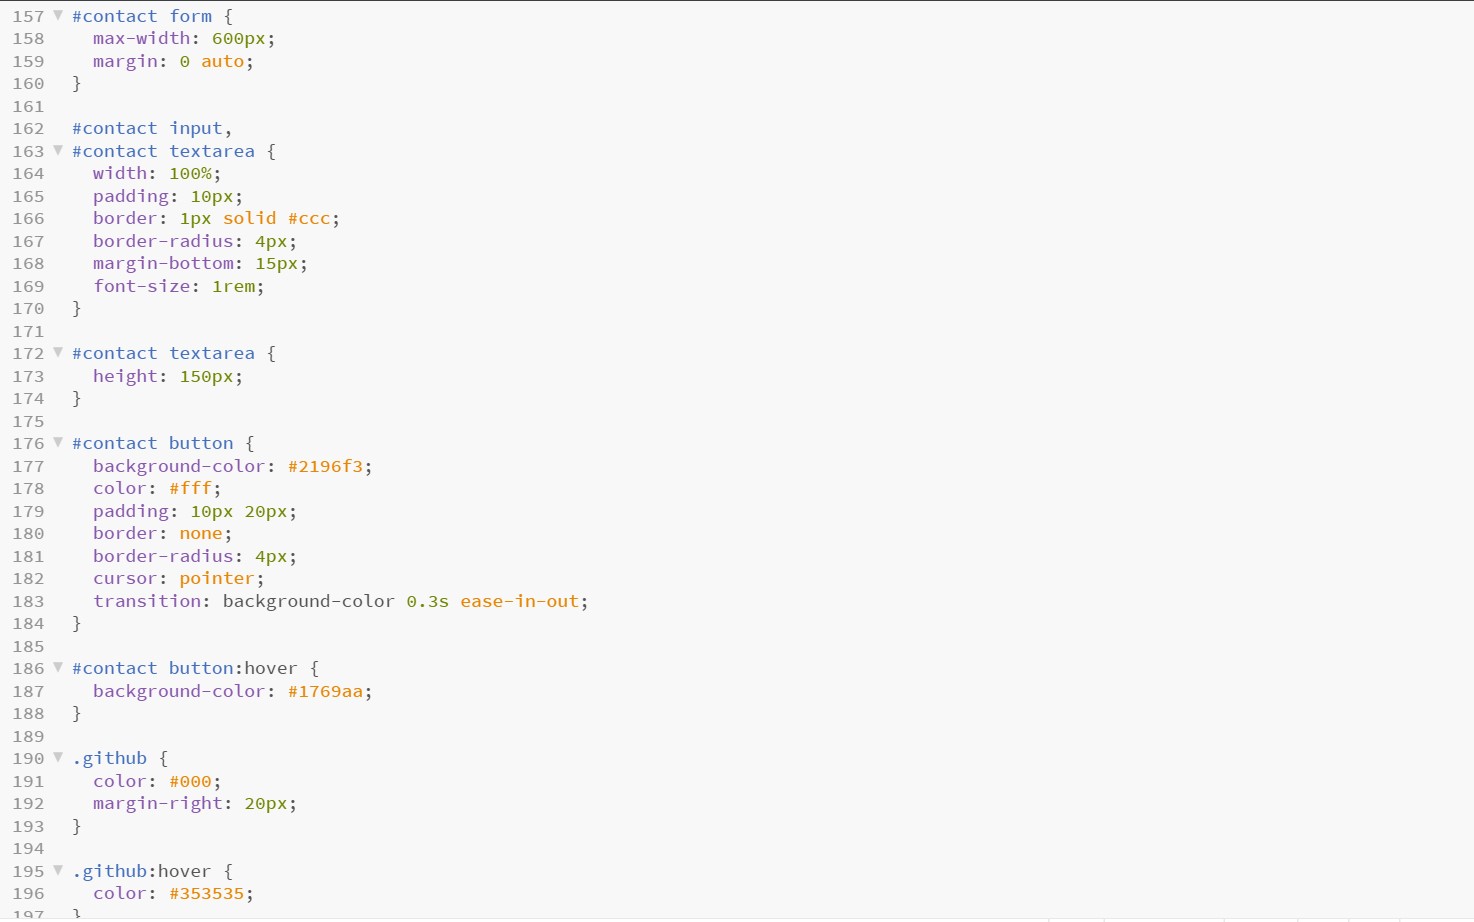 157 #contact form {
158   max-width: 600px;
159   margin: 0 auto;
160 }
161
162 #contact input,
163 #contact textarea {
164   width: 100%;
165   padding: 10px;
166   border: 1px solid #ccc;
167   border-radius: 4px;
168   margin-bottom: 15px;
169   font-size: 1rem;
170 }
171
172 #contact textarea {
173   height: 150px;
174 }
175
176 #contact button {
177   background-color: #2196f3;
178   color: #fff;
179   padding: 10px 20px;
180   border: none;
181   border-radius: 4px;
182   cursor: pointer;
183   transition: background-color 0.3s ease-in-out;
184 }
185
186 #contact button:hover {
187   background-color: #1769aa;
188 }
189
190 .github {
191   color: #000;
192   margin-right: 20px;
193 }
194
195 .github:hover {
196   color: #353535;
197 }